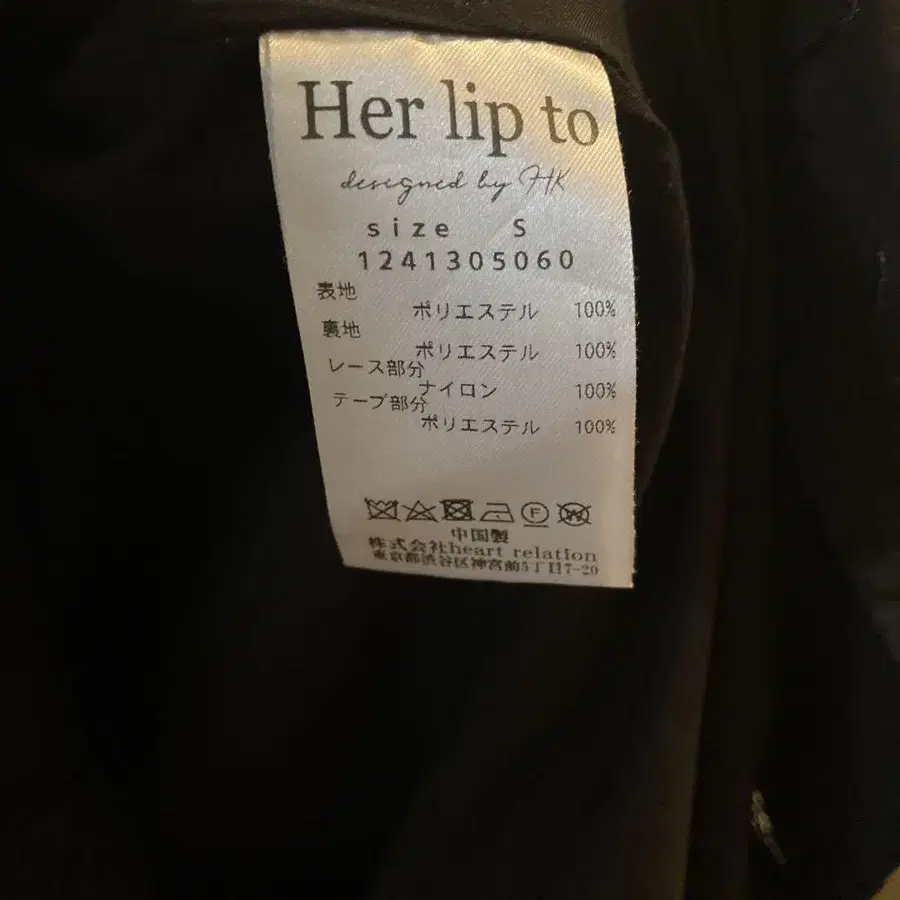 Her lip to
designed by HK
size S
1241305060
表地
ポリエステル 100%
裏地
ポリエステル 100%
レース部分
ナイロン 100%
テープ部分
ポリエステル 100%
F W
中国製
株式会社heart relation
東京都渋谷区神宮前5丁目7-20